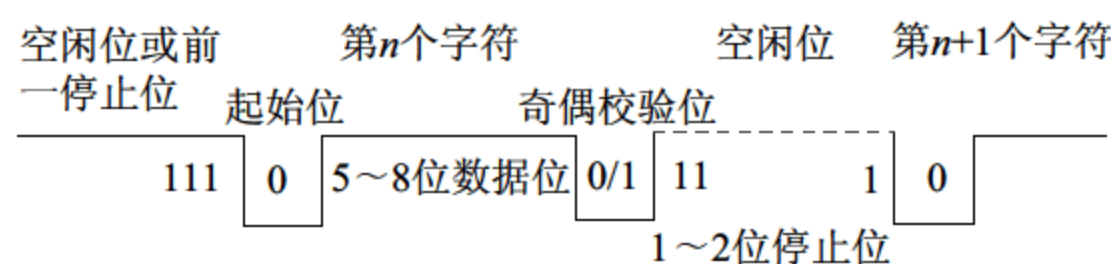 空闲位或前 第n个字符 空闲位 第n+1个字符
一停止位 起始位 奇偶校验位
111 0 5~8位数据位 0/1 11 1 0
1~2位停止位